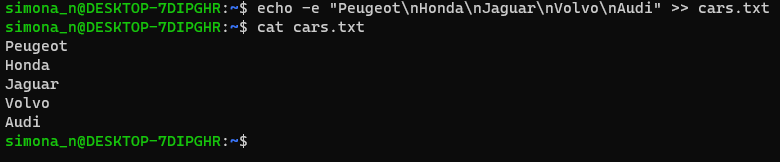 simona_n@DESKTOP-7DIPGHR:~$ echo -e "Peugeot\nHonda\nJaguar\nVolvo\nAudi" >> cars.txt
simona_n@DESKTOP-7DIPGHR:~$ cat cars.txt
Peugeot
Honda
Jaguar
Volvo
Audi
simona_n@DESKTOP-7DIPGHR:~$